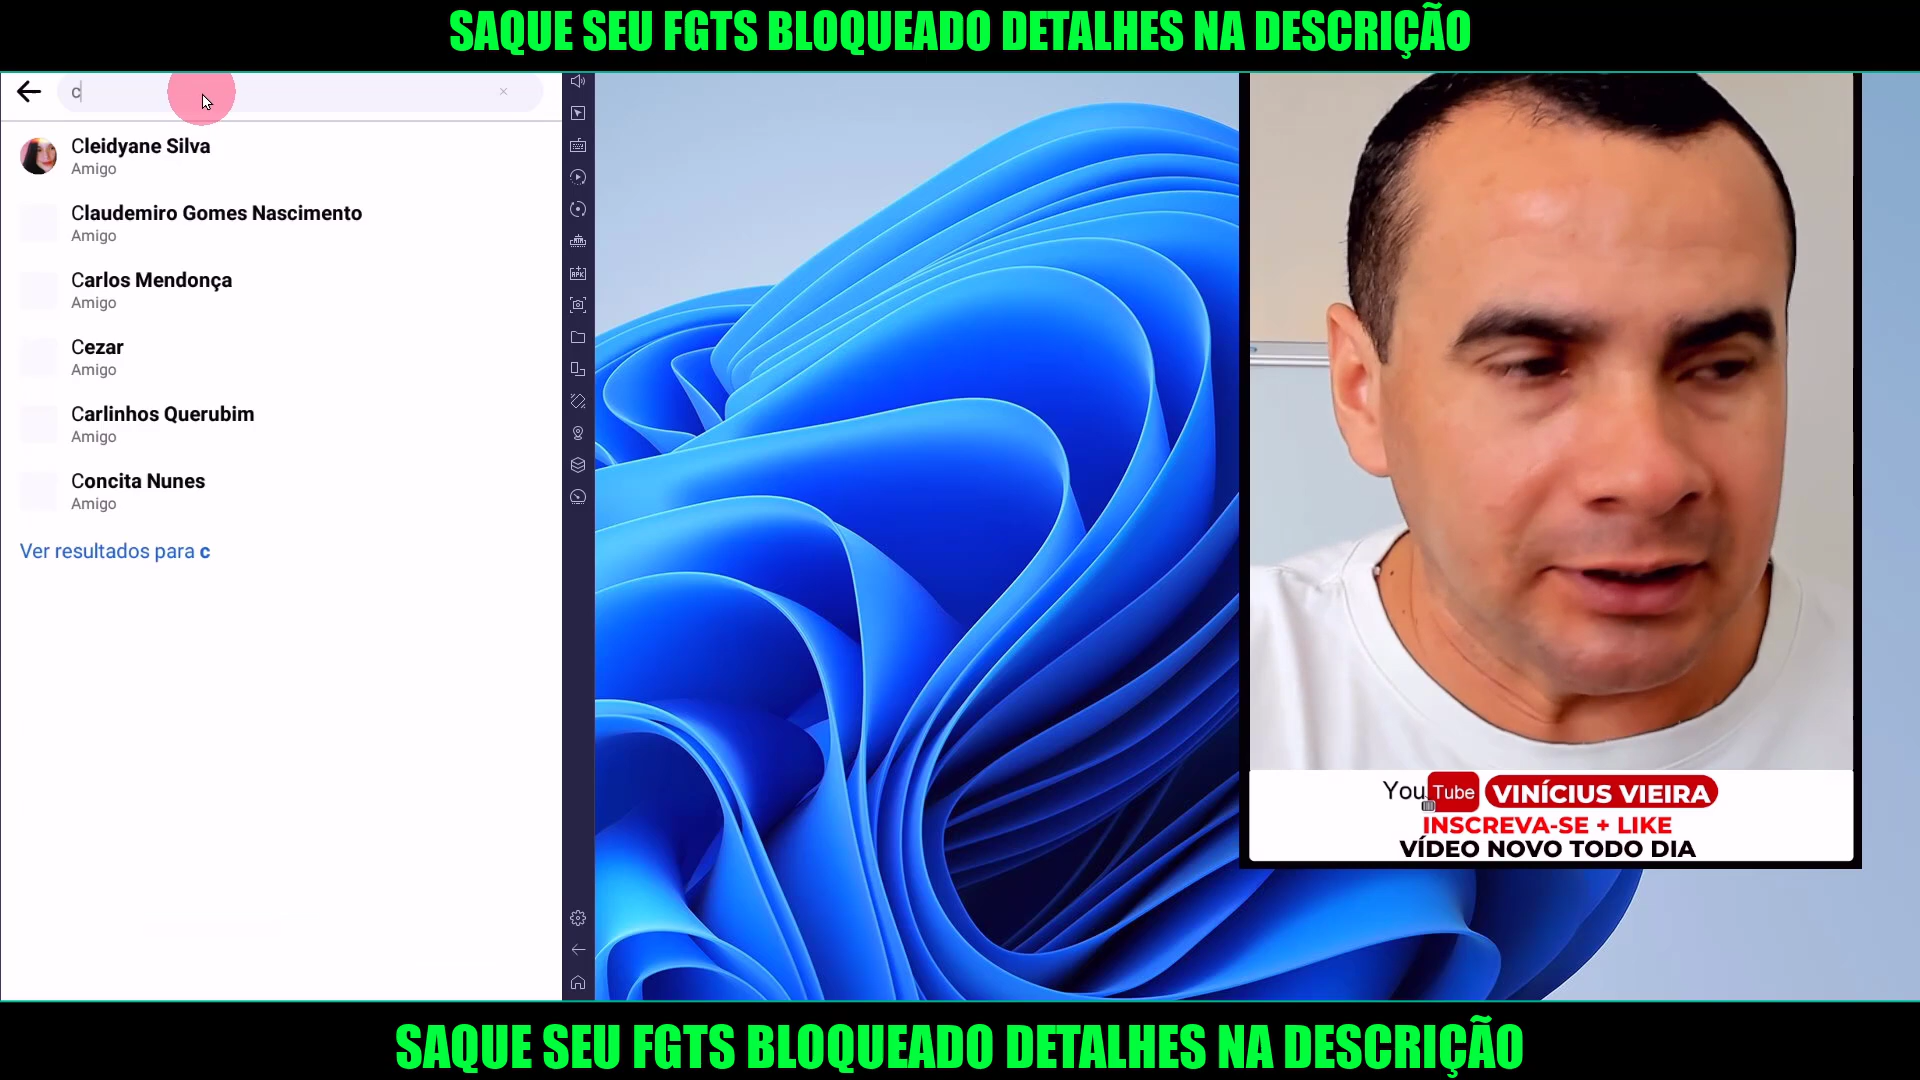 SAQUE SEU FGTS BLOQUEADO DETALHES NA DESCRIÇÃO
c
Cleidyane Silva
Amigo
Claudemiro Gomes Nascimento
Amigo
Carlos Mendonça
Amigo
Cezar
Amigo
Carlinhos Querubim
Amigo
Concita Nunes
Amigo
Ver resultados para c
APK
YouTube VINÍCIUS VIEIRA
INSCREVA-SE + LIKE
VÍDEO NOVO TODO DIA
SAQUE SEU FGTS BLOQUEADO DETALHES NA DESCRIÇÃO